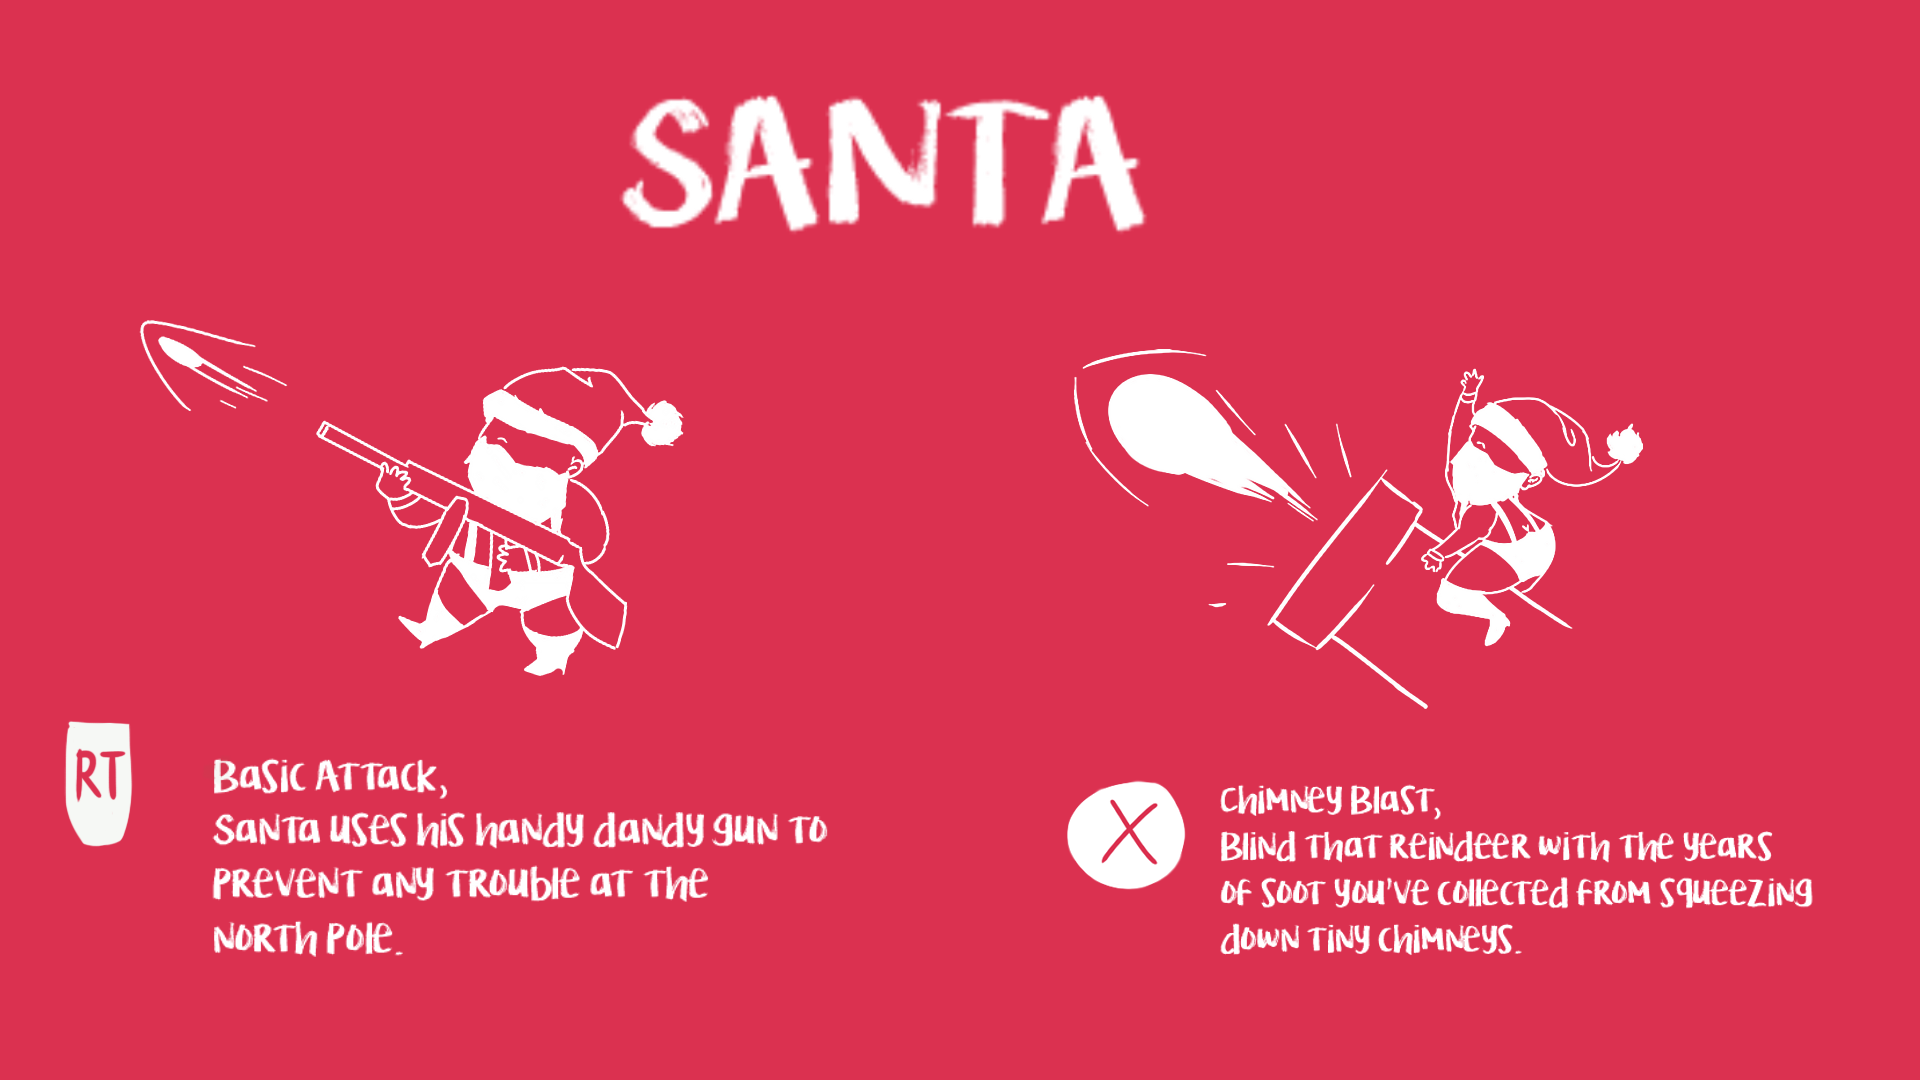 SANTA
RT
Basic Attack,
Santa uses his handy dandy gun to
prevent any trouble at the
North Pole.
X
Chimney Blast,
Blind that reindeer with the years
of soot you've collected from squeezing
down tiny chimneys.